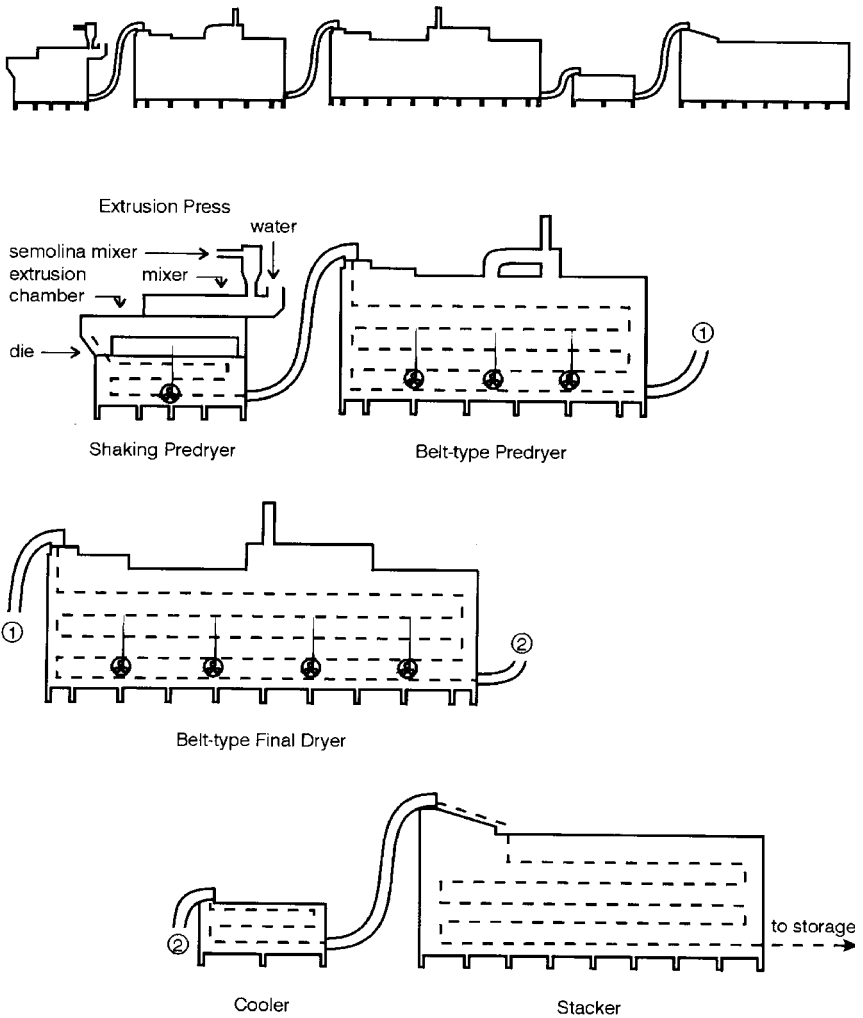 Extrusion Press
water
semolina mixer
extrusion
chamber
mixer
die
Shaking Predryer
Belt-type Predryer
1
1
2
Belt-type Final Dryer
2
to storage
Cooler
Stacker